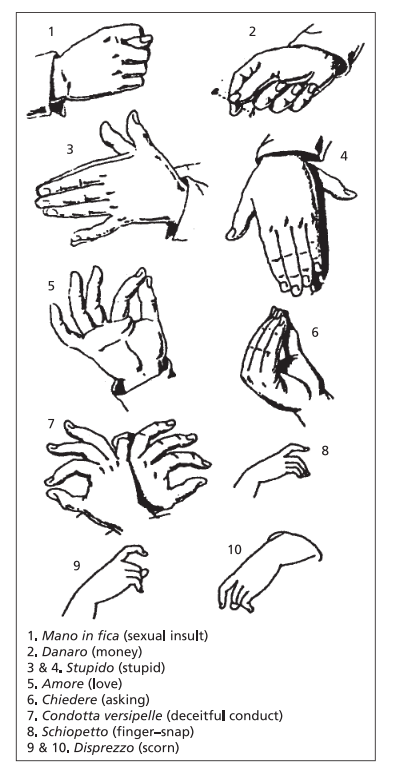 1
2
3
4
5
6
7
8
9
10
1. Mano in fica (sexual insult)
2. Danaro (money)
3 & 4. Stupido (stupid)
5. Amore (love)
6. Chiedere (asking)
7. Condotta versipelle (deceitful conduct)
8. Schiopetto (finger–snap)
9 & 10. Disprezzo (scorn)